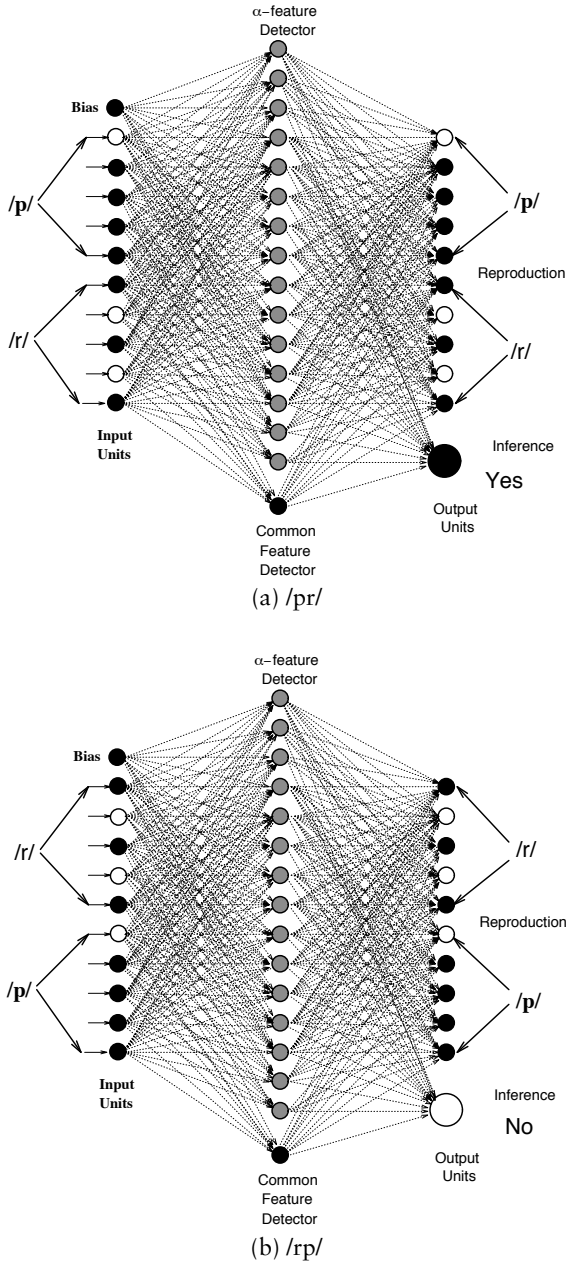 α−feature
Detector
Bias
/p/
/p/
Reproduction
/r/
/r/
Input
Units
Inference
Yes
Output
Units
Common
Feature
Detector
(a) /pr/
α−feature
Detector
Bias
/r/
/r/
Reproduction
/p/
/p/
Input
Units
Inference
No
Output
Units
Common
Feature
Detector
(b) /rp/